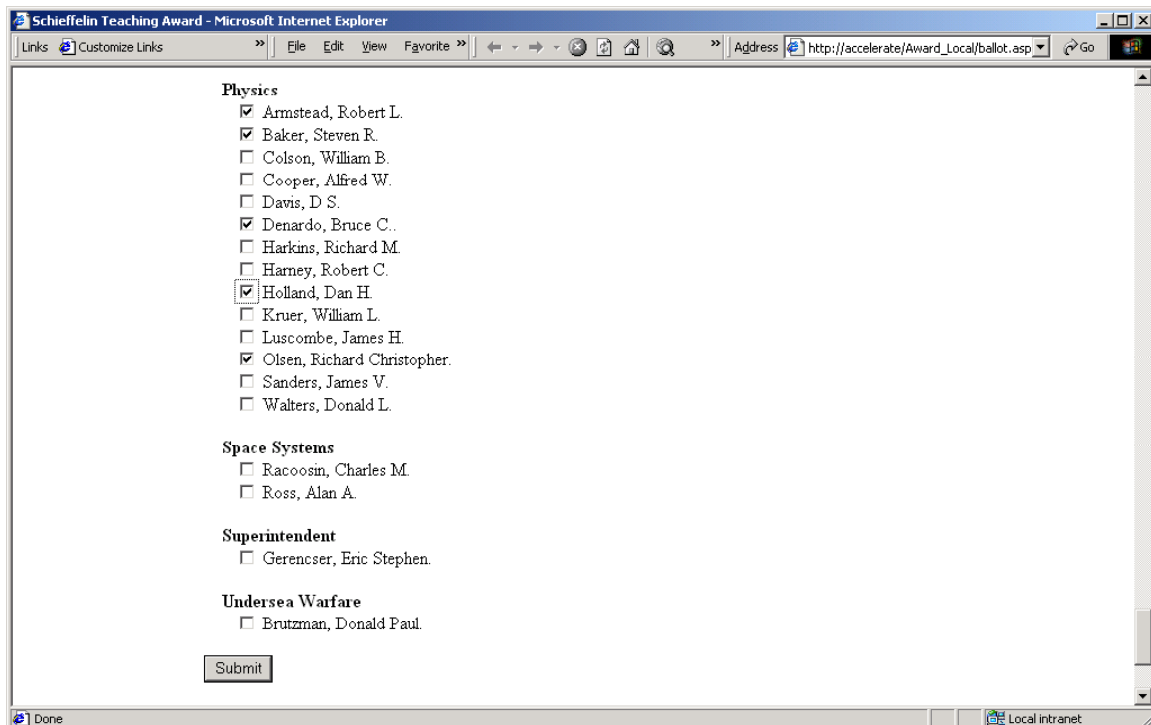 Schieffelin Teaching Award - Microsoft Internet Explorer
Links Customize Links » File Edit View Favorite » » Address http://accelerate/Award_Local/ballot.asp Go
Physics
Armstead, Robert L.
Baker, Steven R.
Colson, William B.
Cooper, Alfred W.
Davis, D S.
Denardo, Bruce C..
Harkins, Richard M.
Harney, Robert C.
Holland, Dan H.
Kruer, William L.
Luscombe, James H.
Olsen, Richard Christopher.
Sanders, James V.
Walters, Donald L.
Space Systems
Racoosin, Charles M.
Ross, Alan A.
Superintendent
Gerencser, Eric Stephen.
Undersea Warfare
Brutzman, Donald Paul.
Submit
Done Local intranet